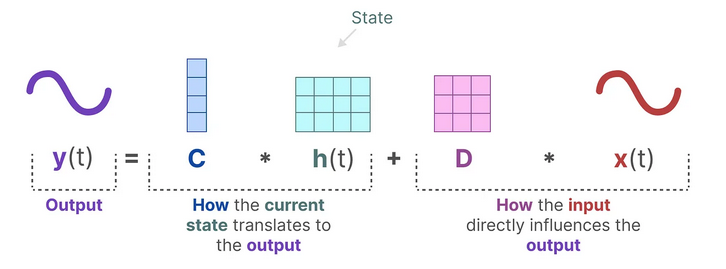 State
y(t) = C * h(t) + D * x(t)
Output
How the current
state translates to
the output
How the input
directly influences the
output